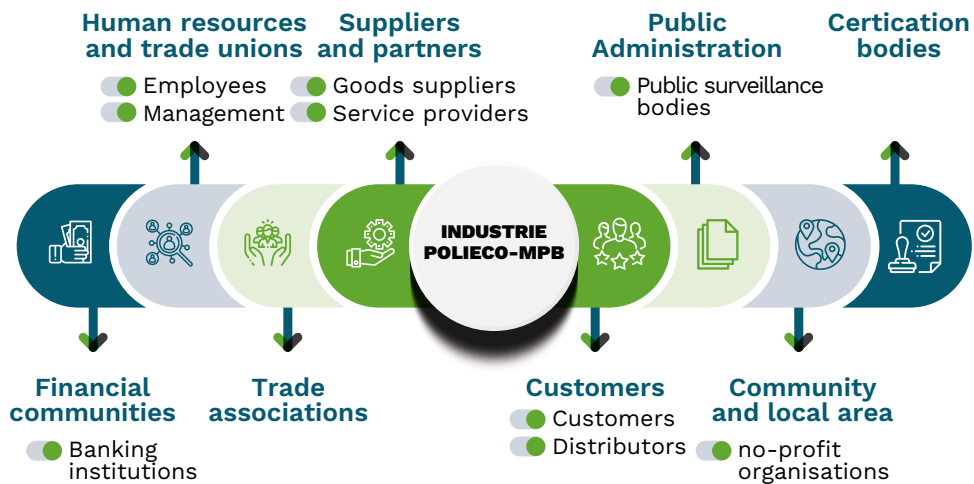 Human resources
and trade unions
Employees
Management
Suppliers
and partners
Goods suppliers
Service providers
Public
Administration
Public surveillance
bodies
Certication
bodies
INDUSTRIE
POLIECO-MPB
Financial
communities
Banking
institutions
Trade
associations
Customers
Customers
Distributors
Community
and local area
no-profit
organisations